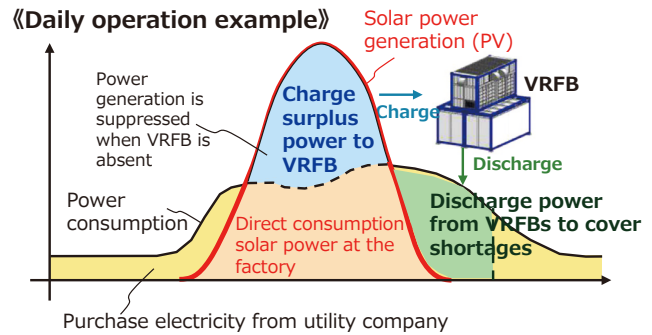 《Daily operation example》
Solar power
generation (PV)
Power
generation is
suppressed
when VRFB is
absent
Charge
surplus
power to
VRFB
Charge
VRFB
Discharge
Power
consumption
Direct consumption
solar power at the
factory
Discharge power
from VRFBs to cover
shortages
Purchase electricity from utility company